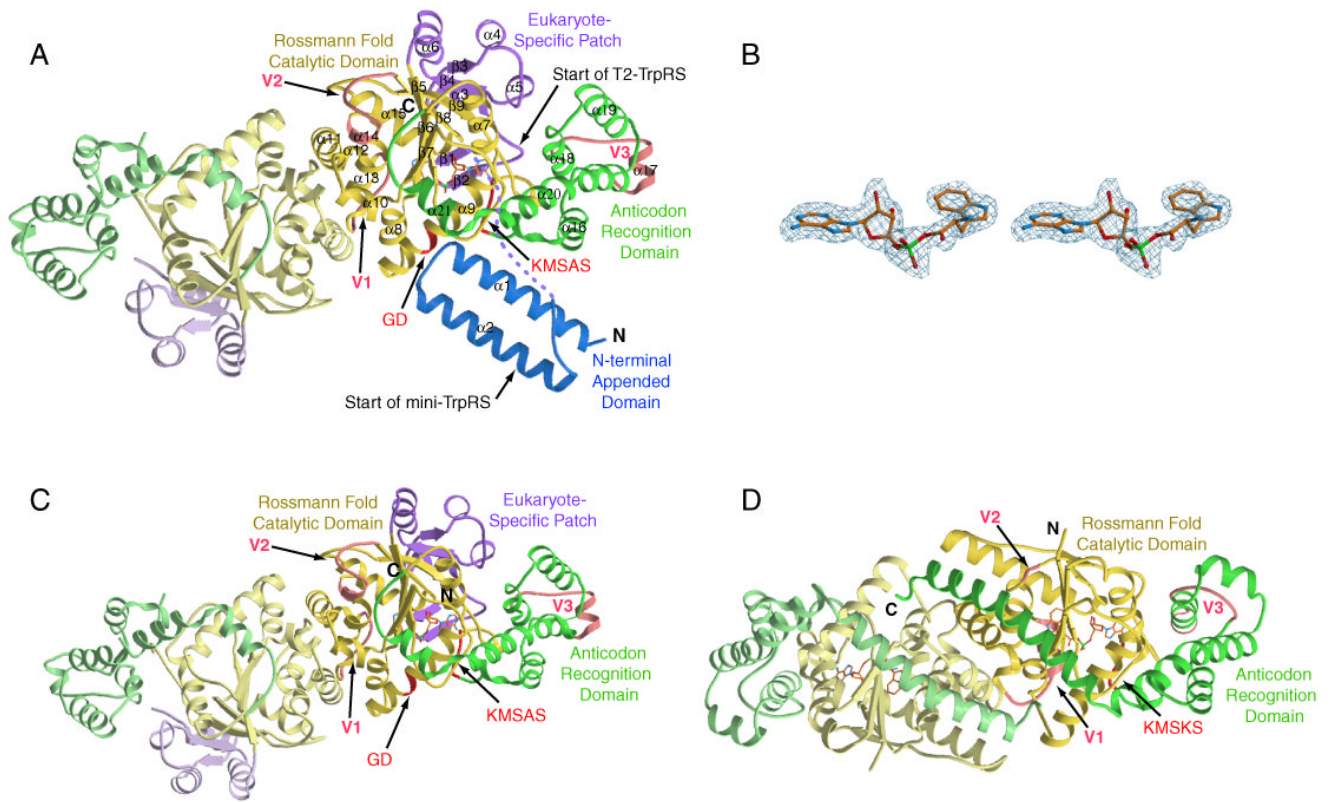 A
Rossmann Fold
Catalytic Domain
V2
Eukaryote-
Specific Patch
Start of T2-TrpRS
α6
α4
β3
β4
α5
β5
α3
C
β9
α15
β8
β6
α7
α19
α11
α14
α12
β7
β1
α18
V3
α17
α13
β2
α20
α10
α21
α9
α8
α16
Anticodon
Recognition
Domain
V1
KMSAS
GD
α1
α2
N
N-terminal
Appended
Domain
Start of mini-TrpRS
B
C
Rossmann Fold
Catalytic Domain
V2
Eukaryote-
Specific Patch
C
N
V3
Anticodon
Recognition
Domain
KMSAS
V1
GD
D
V2
N
Rossmann Fold
Catalytic Domain
C
V3
Anticodon
Recognition
Domain
KMSKS
V1